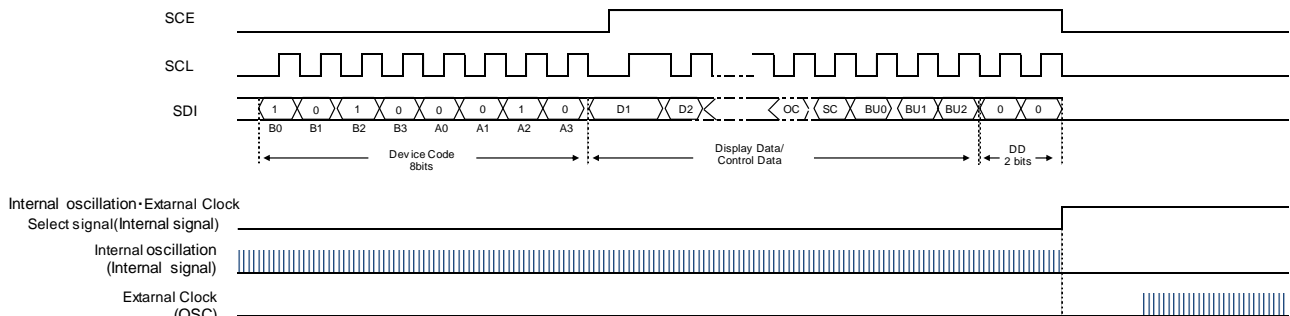 SCE
SCL
SDI
1 0 1 0 0 0 1 0 D1 D2 OC SC BU0 BU1 BU2 0 0
B0 B1 B2 B3 A0 A1 A2 A3
Device Code
8bits
Display Data/
Control Data
DD
2 bits
Internal oscillation・Extarnal Clock
Select signal(Internal signal)
Internal oscillation
(Internal signal)
Extarnal Clock
(OSC)